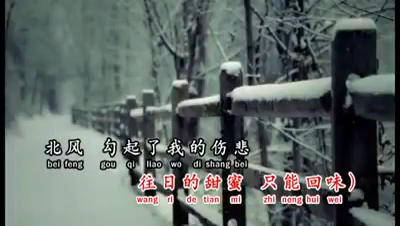 北风 勾起了我的伤悲
bei feng gou qi liao wo di shang bei
往日的甜蜜 只能回味)
wang ri de tian mi zhi neng hui wei